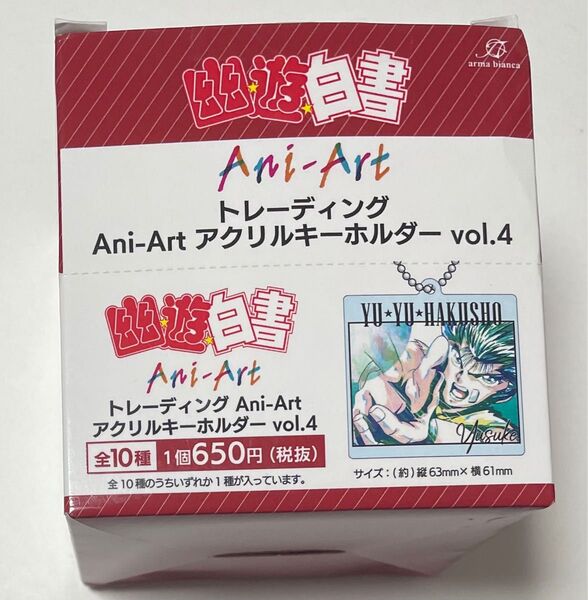 arma bianca
幽☆遊☆白書
Ani-Art
トレーディング
Ani-Art アクリルキーホルダー vol.4
幽☆遊☆白書
Ani-Art
トレーディング Ani-Art
アクリルキーホルダー vol.4
全10種 1個650円(税抜)
全10種のうちいずれか1種が入っています。
YU★YU★HAKUSHO
Yusuke
サイズ:(約)縦63mm×横61mm